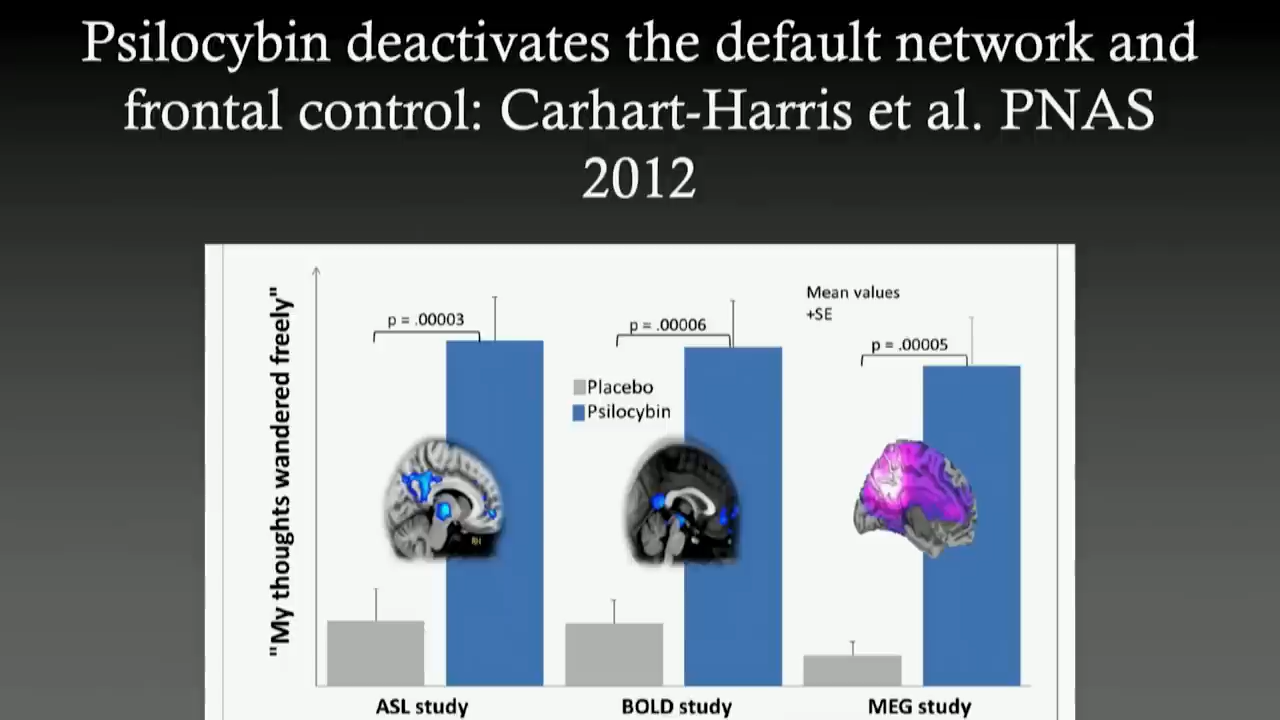 Psilocybin deactivates the default network and
frontal control: Carhart-Harris et al. PNAS
2012
"My thoughts wandered freely"
p = .00003
p = .00006
Mean values
+SE
p = .00005
Placebo
Psilocybin
RH
ASL study
BOLD study
MEG study